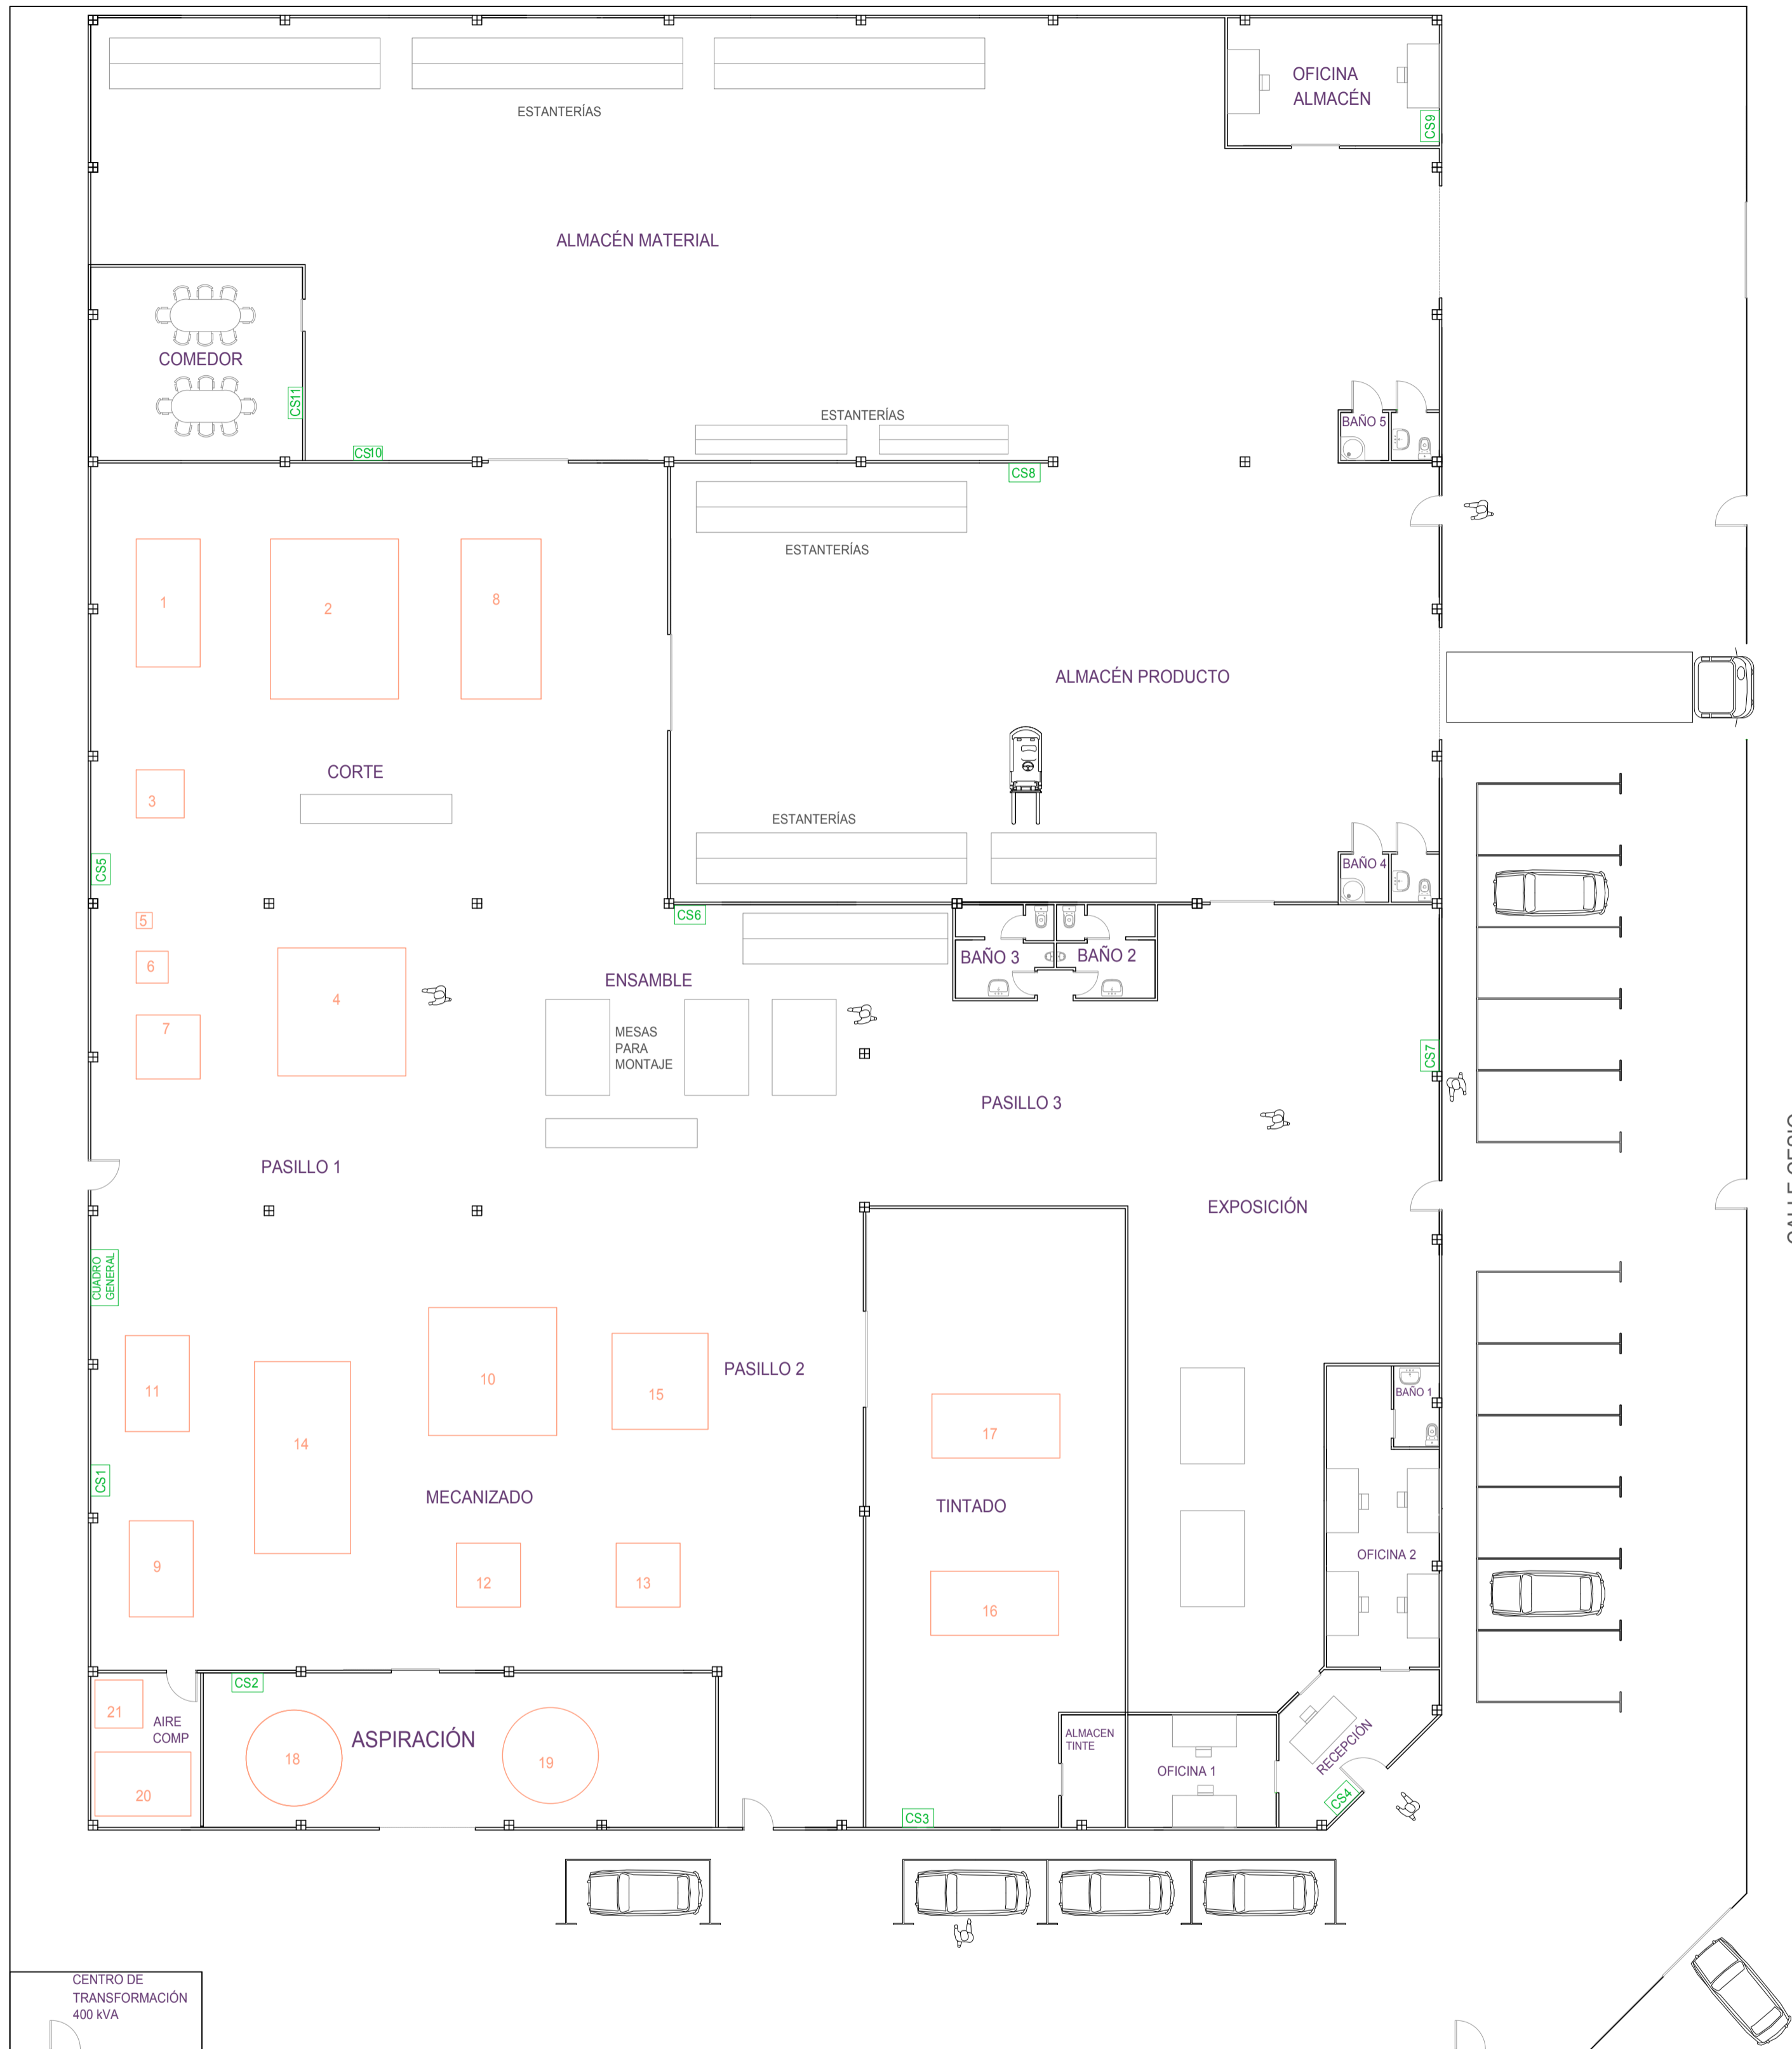 OFICINA
ALMACÉN
CS9
ESTANTERÍAS
ALMACÉN MATERIAL
COMEDOR
CS11
ESTANTERÍAS
BAÑO 5
CS10
CS8
ESTANTERÍAS
1
2
8
ALMACÉN PRODUCTO
CORTE
3
ESTANTERÍAS
CS5
BAÑO 4
5
CS6
6
4
ENSAMBLE
BAÑO 3
BAÑO 2
7
MESAS
PARA
MONTAJE
CS7
PASILLO 3
PASILLO 1
EXPOSICIÓN
CUADRO
GENERAL
PASILLO 2
11
10
15
BAÑO 1
14
17
CS1
MECANIZADO
TINTADO
OFICINA 2
9
12
13
16
CS2
21
AIRE
COMP
ASPIRACIÓN
18
19
20
ALMACEN
TINTE
RECEPCIÓN
OFICINA 1
CS3
CS4
CENTRO DE
TRANSFORMACIÓN
400 kVA